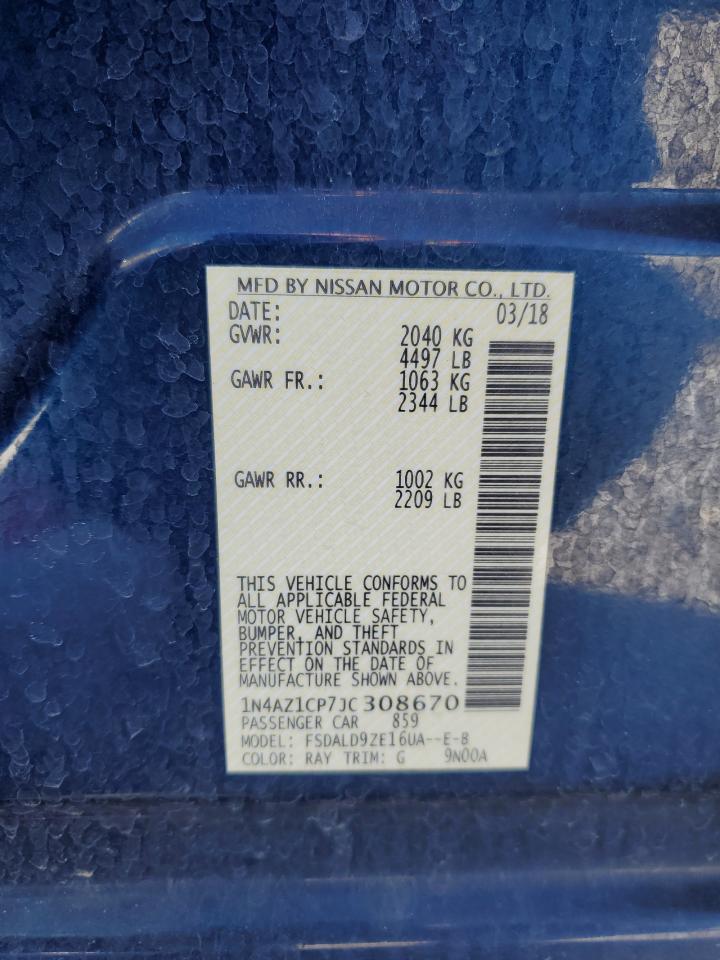 MFD BY NISSAN MOTOR CO., LTD.
DATE: 03/18
GVWR: 2040 KG
4497 LB
GAWR FR.: 1063 KG
2344 LB
GAWR RR.: 1002 KG
2209 LB
THIS VEHICLE CONFORMS TO
ALL APPLICABLE FEDERAL
MOTOR VEHICLE SAFETY,
BUMPER, AND THEFT
PREVENTION STANDARDS IN
EFFECT ON THE DATE OF
MANUFACTURE SHOWN ABOVE.
1N4AZ1CP7JC308670
PASSENGER CAR 859
MODEL: FSDALD9ZE16UA--E-B
COLOR: RAY TRIM: G 9N00A